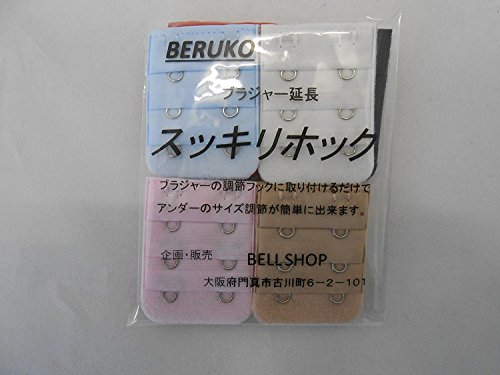 BERUKO
ブラジャー延長
スッキリホック
ブラジャーの調節フックに取り付けるだけで
アンダーのサイズ調節が簡単に出来ます。
企画・販売
BELLSHOP
大阪府門真市古川町6-2-101